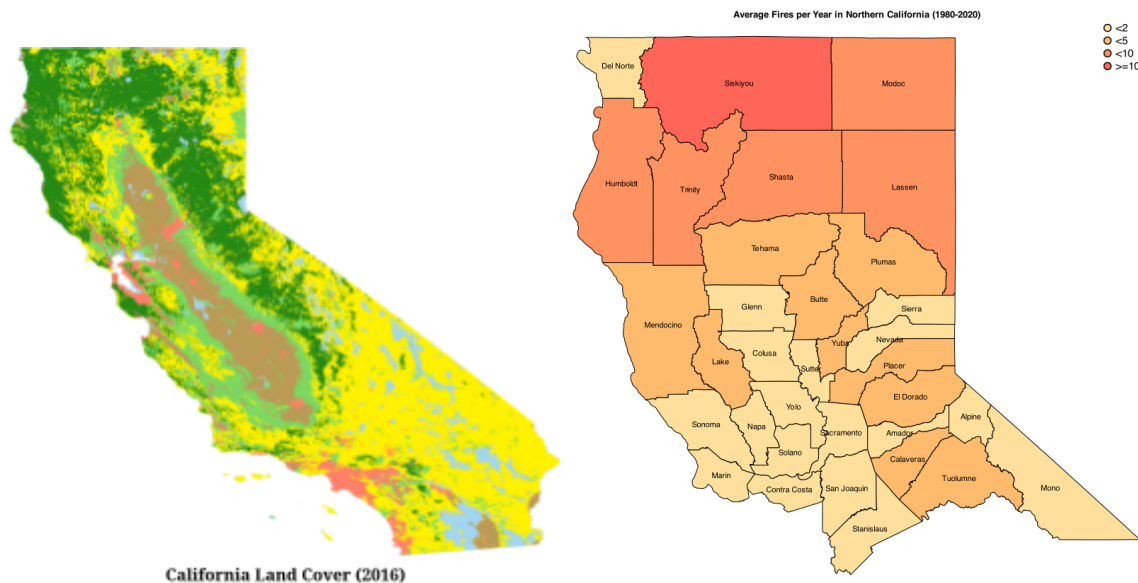 Average Fires per Year in Northern California (1980-2020)
<2
<5
<10
>=10
Del Norte
Siskiyou
Modoc
Humboldt
Trinity
Shasta
Lassen
Tehama
Plumas
Glenn
Butte
Sierra
Mendocino
Colusa
Yuba
Nevada
Lake
Sutter
Placer
El Dorado
Sonoma
Napa
Yolo
Sacramento
Amador
Alpine
Solano
Calaveras
Marin
Contra Costa
San Joaquin
Tuolumne
Mono
Stanislaus
California Land Cover (2016)